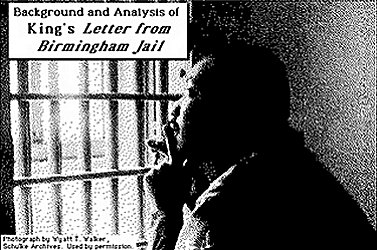 Background and Analysis of
King's Letter from
Birmingham Jail
Photograph by Wyatt T. Walker,
Schulke Archives. Used by permission.